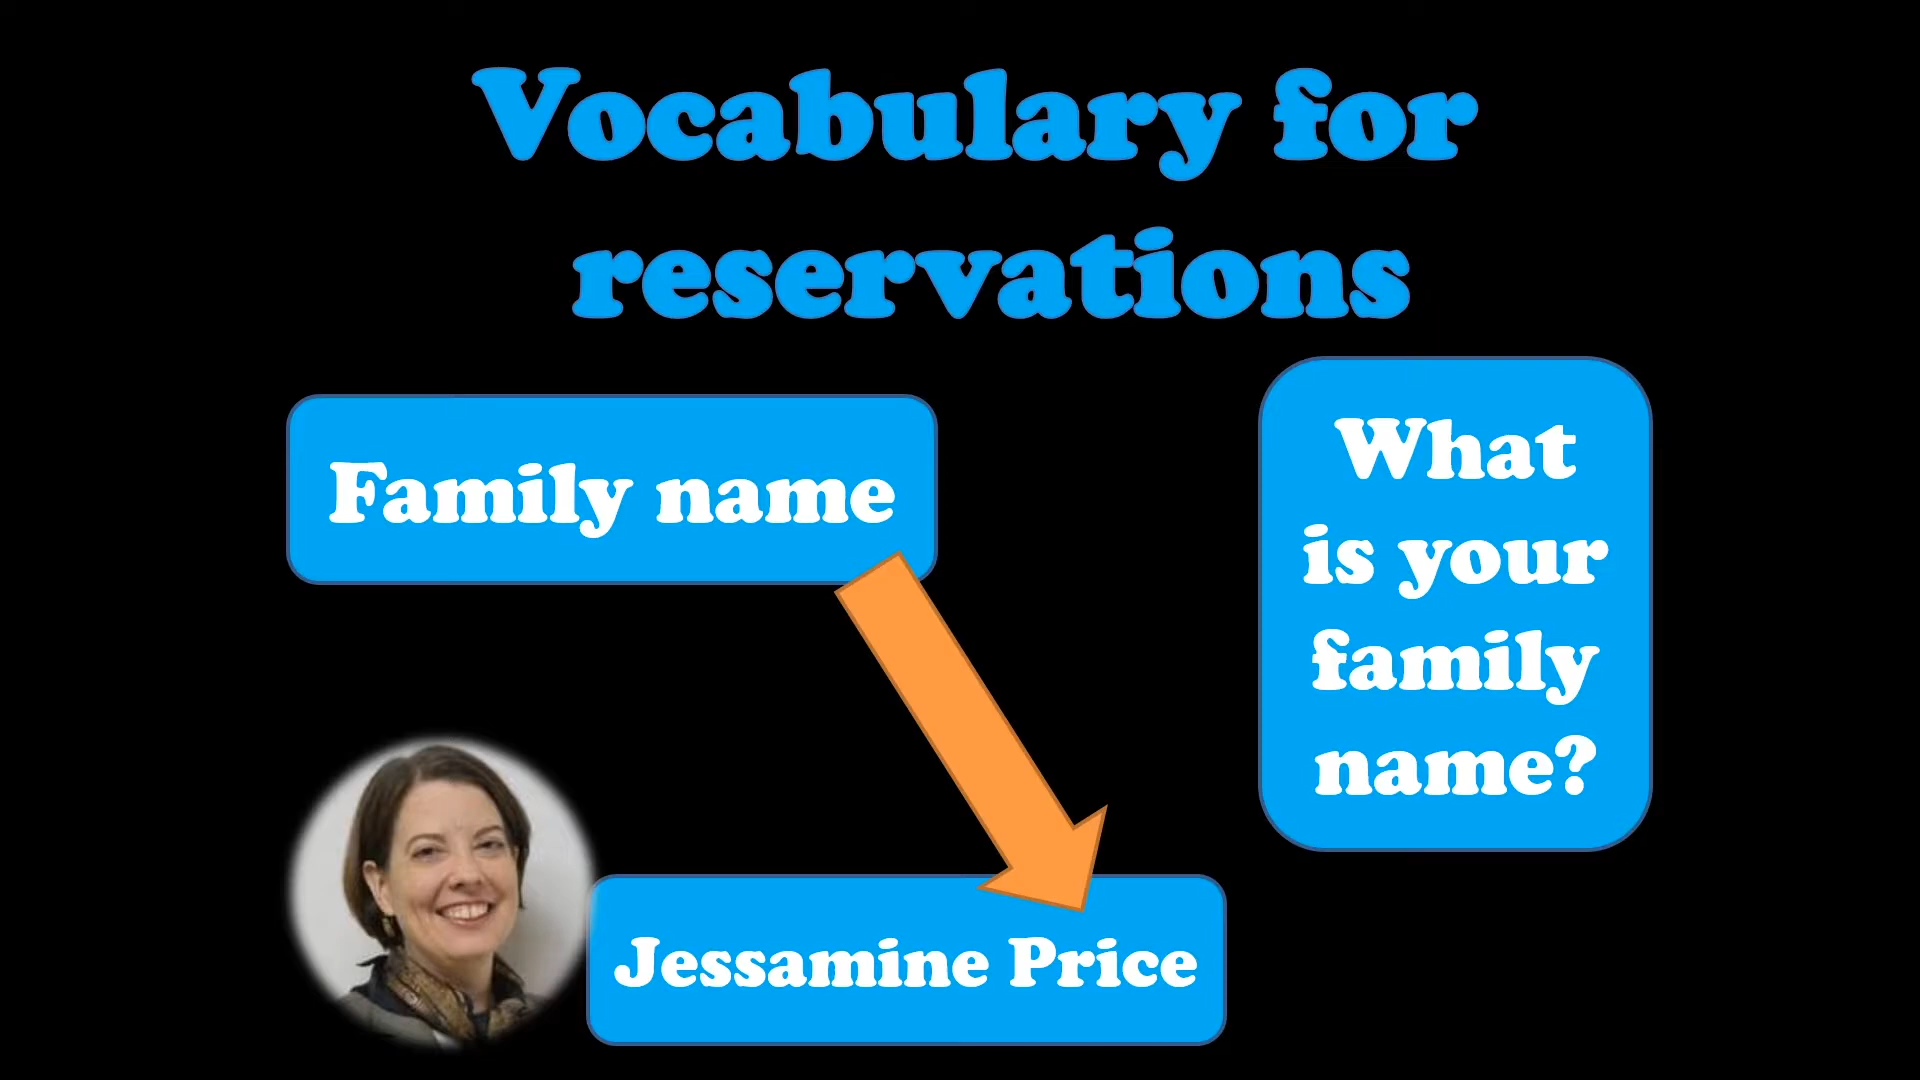 Vocabulary for
reservations
Family name
What
is your
family
name?
Jessamine Price